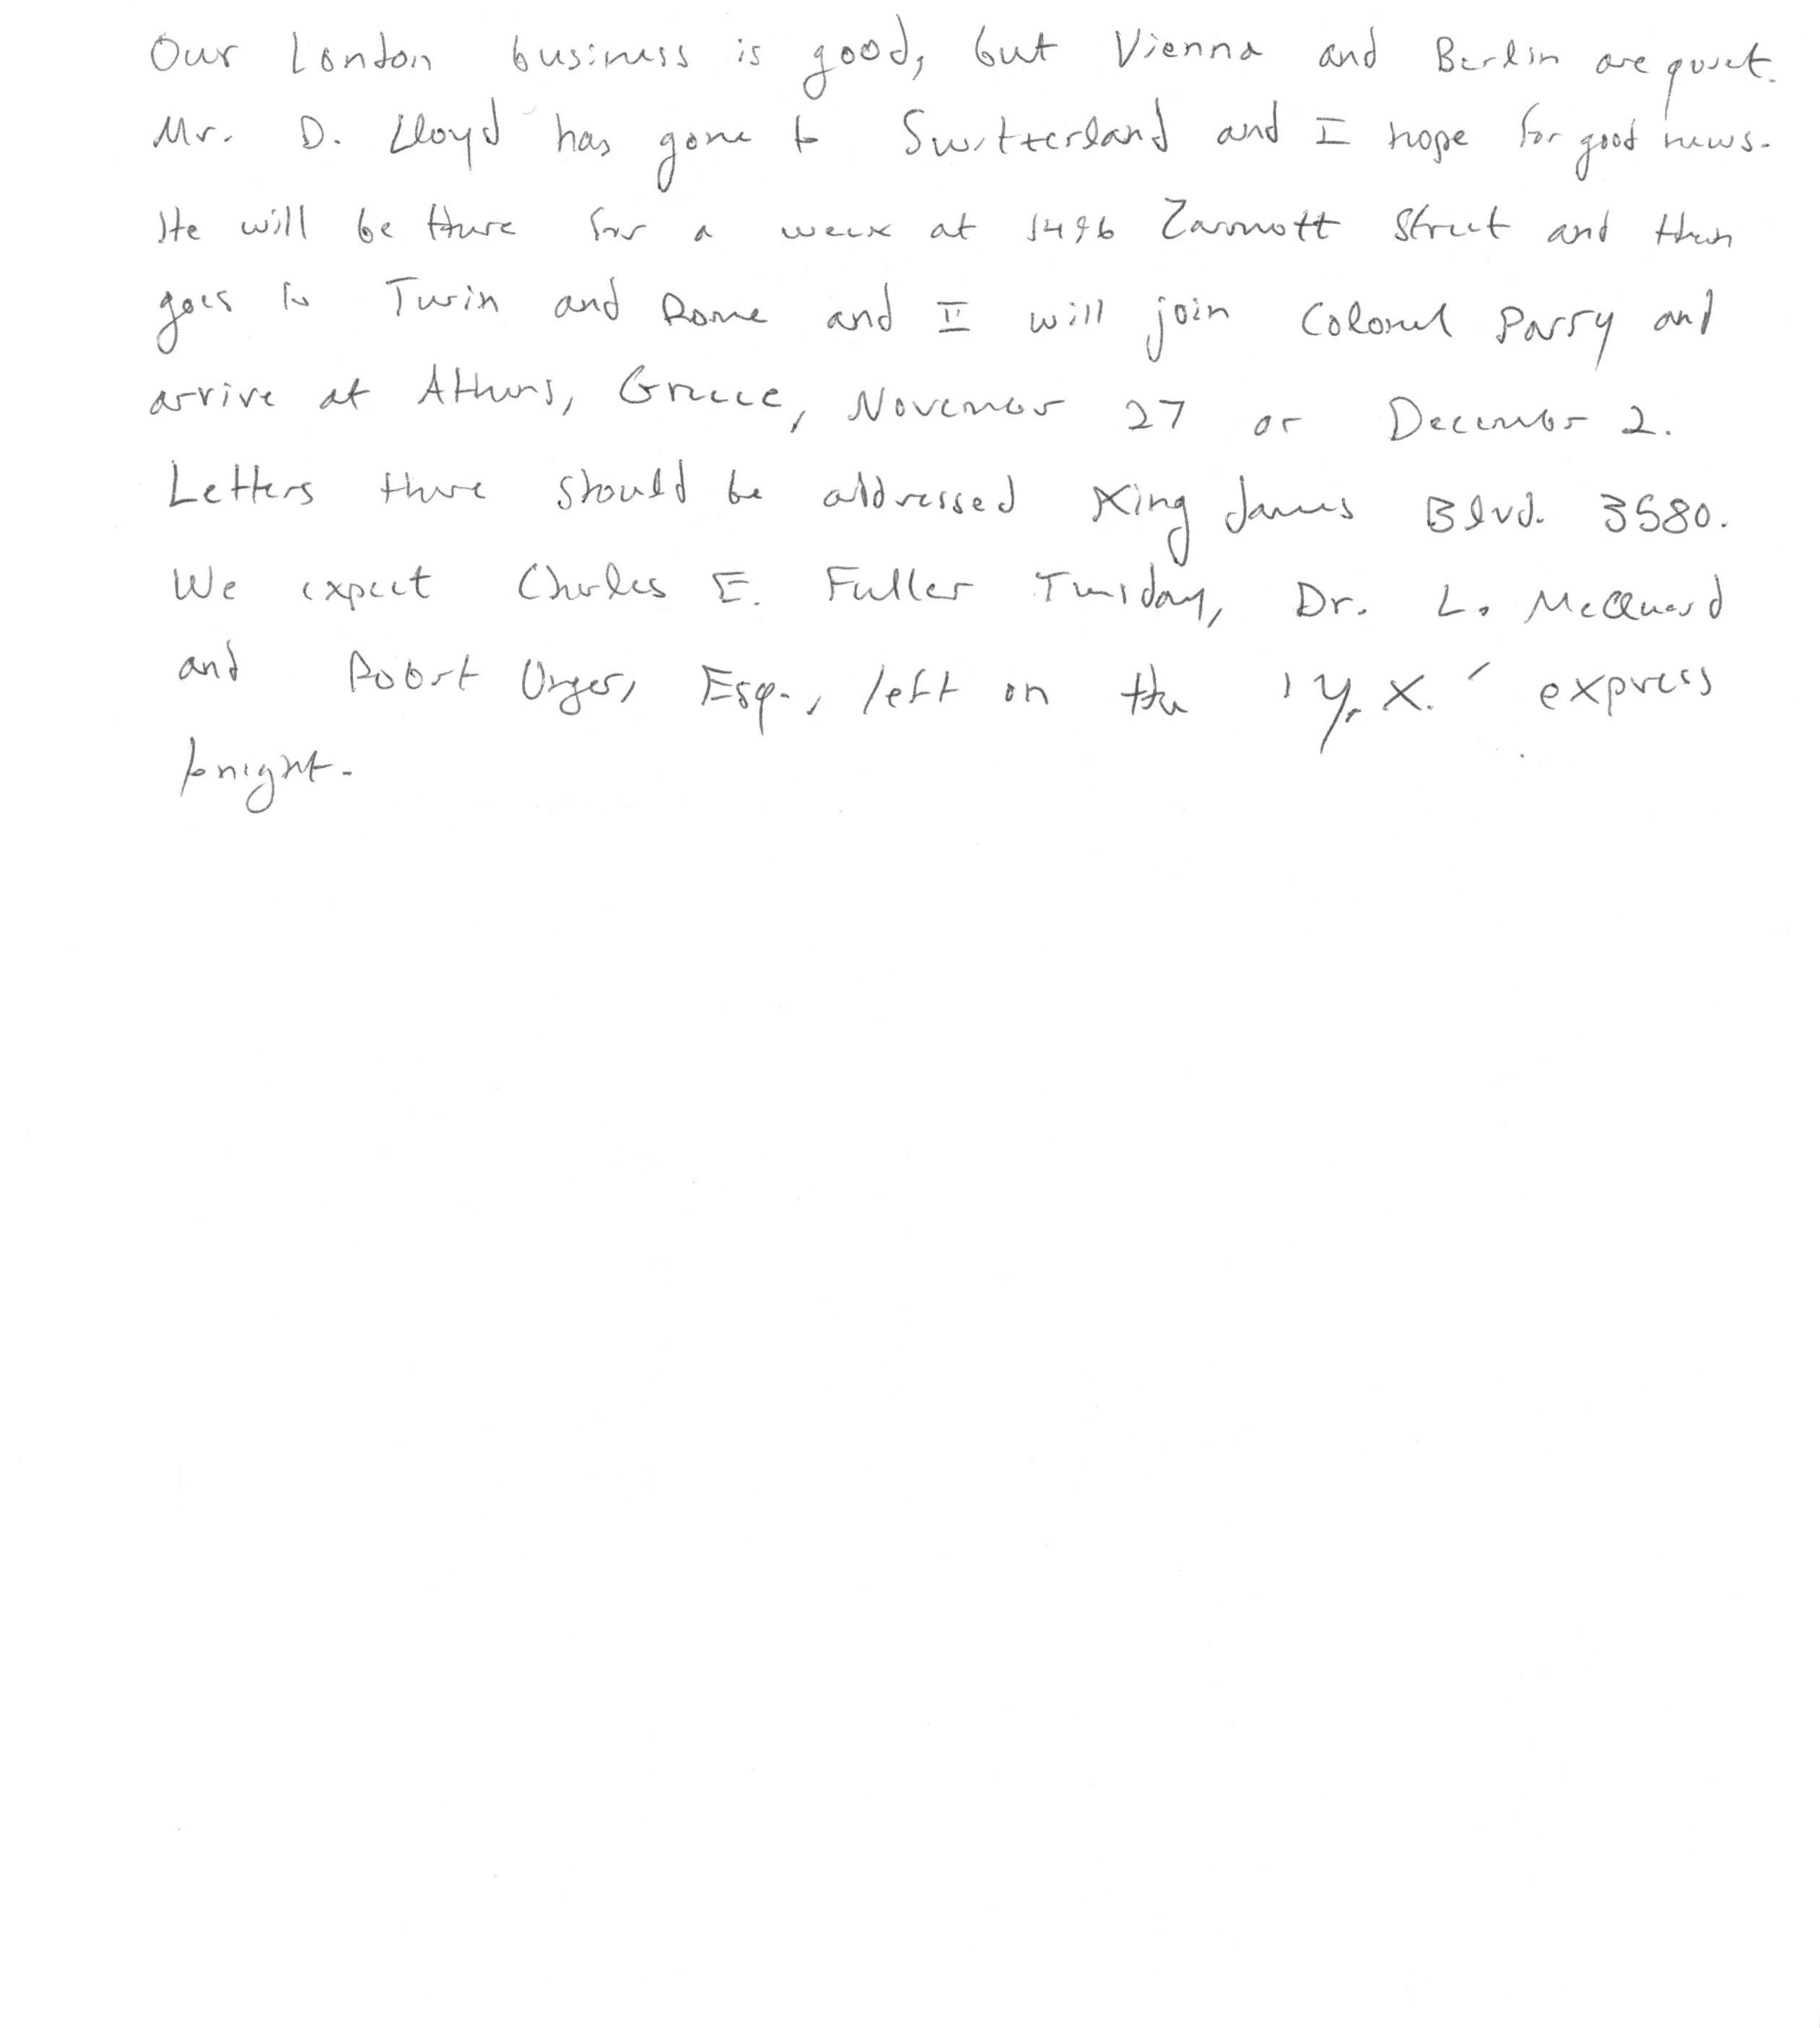 Our London business is good, but Vienna and Berlin are quiet.
Mr. D. Lloyd has gone to Switzerland and I hope for good news.
He will be there for a week at 1496 Zarmott Street and then
goes to Turin and Rome and II will join Colonel Parry and
arrive at Athens, Greece, November 27 or December 2.
Letters there should be addressed King James Blvd. 3580.
We expect Charles E. Fuller Tuesday, Dr. L. McQuaid
and Robert Unger, Esq., left on the 'Y.X.' express
tonight.